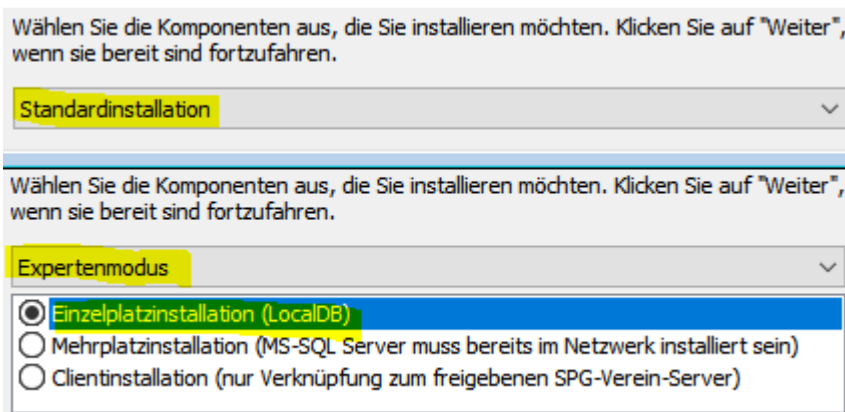 Wählen Sie die Komponenten aus, die Sie installieren möchten. Klicken Sie auf "Weiter",
wenn sie bereit sind fortzufahren.
Standardinstallation
Wählen Sie die Komponenten aus, die Sie installieren möchten. Klicken Sie auf "Weiter",
wenn sie bereit sind fortzufahren.
Expertenmodus
Einzelplatzinstallation (LocalDB)
Mehrplatzinstallation (MS-SQL Server muss bereits im Netzwerk installiert sein)
Clientinstallation (nur Verknüpfung zum freigebenen SPG-Verein-Server)